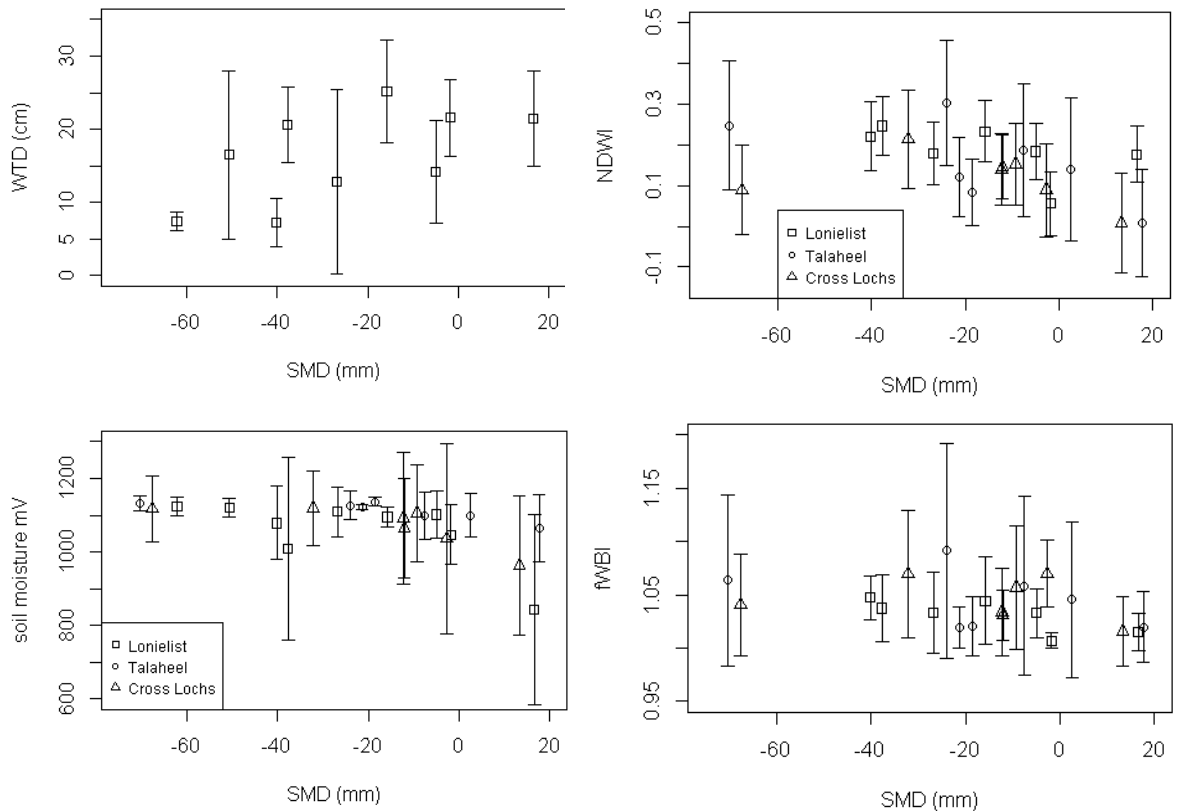 WTD (cm)
30
20
10
5
0
-60
-40
-20
0
20
SMD (mm)
NDWI
0.5
0.3
0.1
-0.1
Lonielist
Talaheel
Cross Lochs
-60
-40
-20
0
20
SMD (mm)
soil moisture mV
1200
1000
800
600
Lonielist
Talaheel
Cross Lochs
-60
-40
-20
0
20
SMD (mm)
fWBI
1.15
1.05
0.95
-60
-40
-20
0
20
SMD (mm)